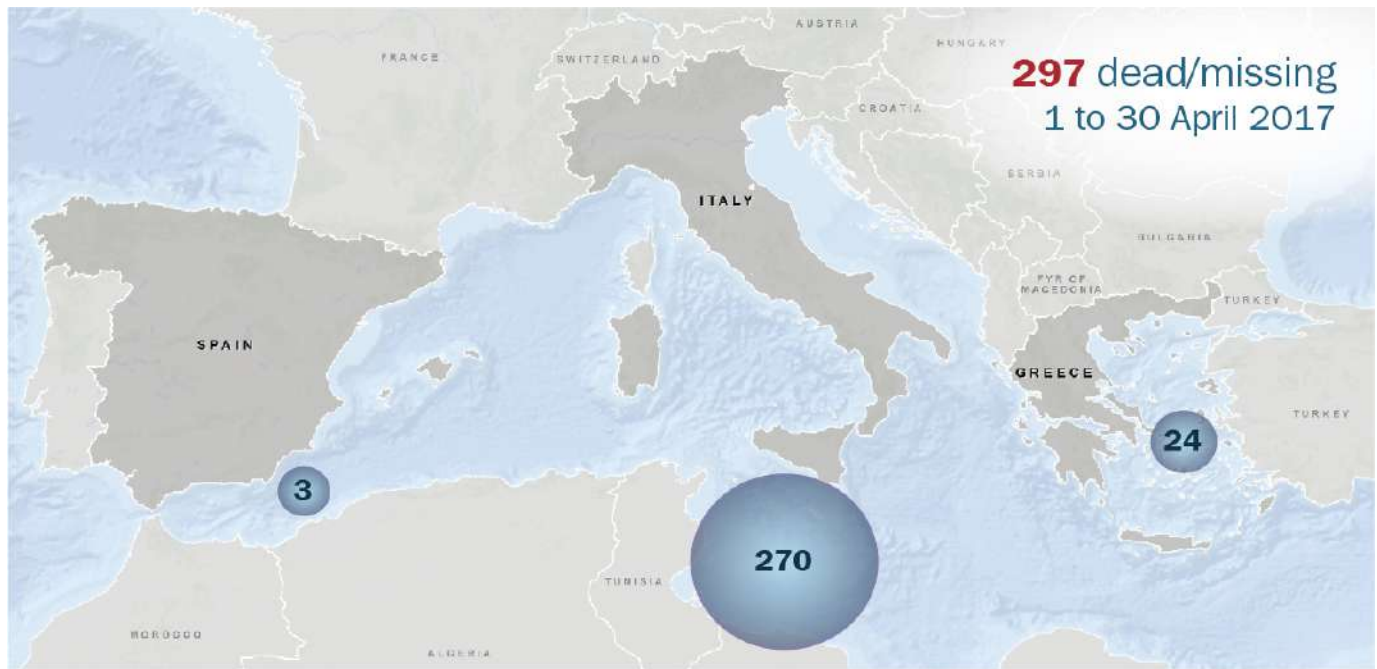 AUSTRIA
HUNGARY
FRANCE
SWITZERLAND
297 dead/missing
1 to 30 April 2017
CROATIA
SERBIA
ITALY
BULGARIA
FYR OF
MACEDONIA
TURKEY
SPAIN
GREECE
TURKEY
24
3
270
TUNISIA
MOROCCO
ALGERIA